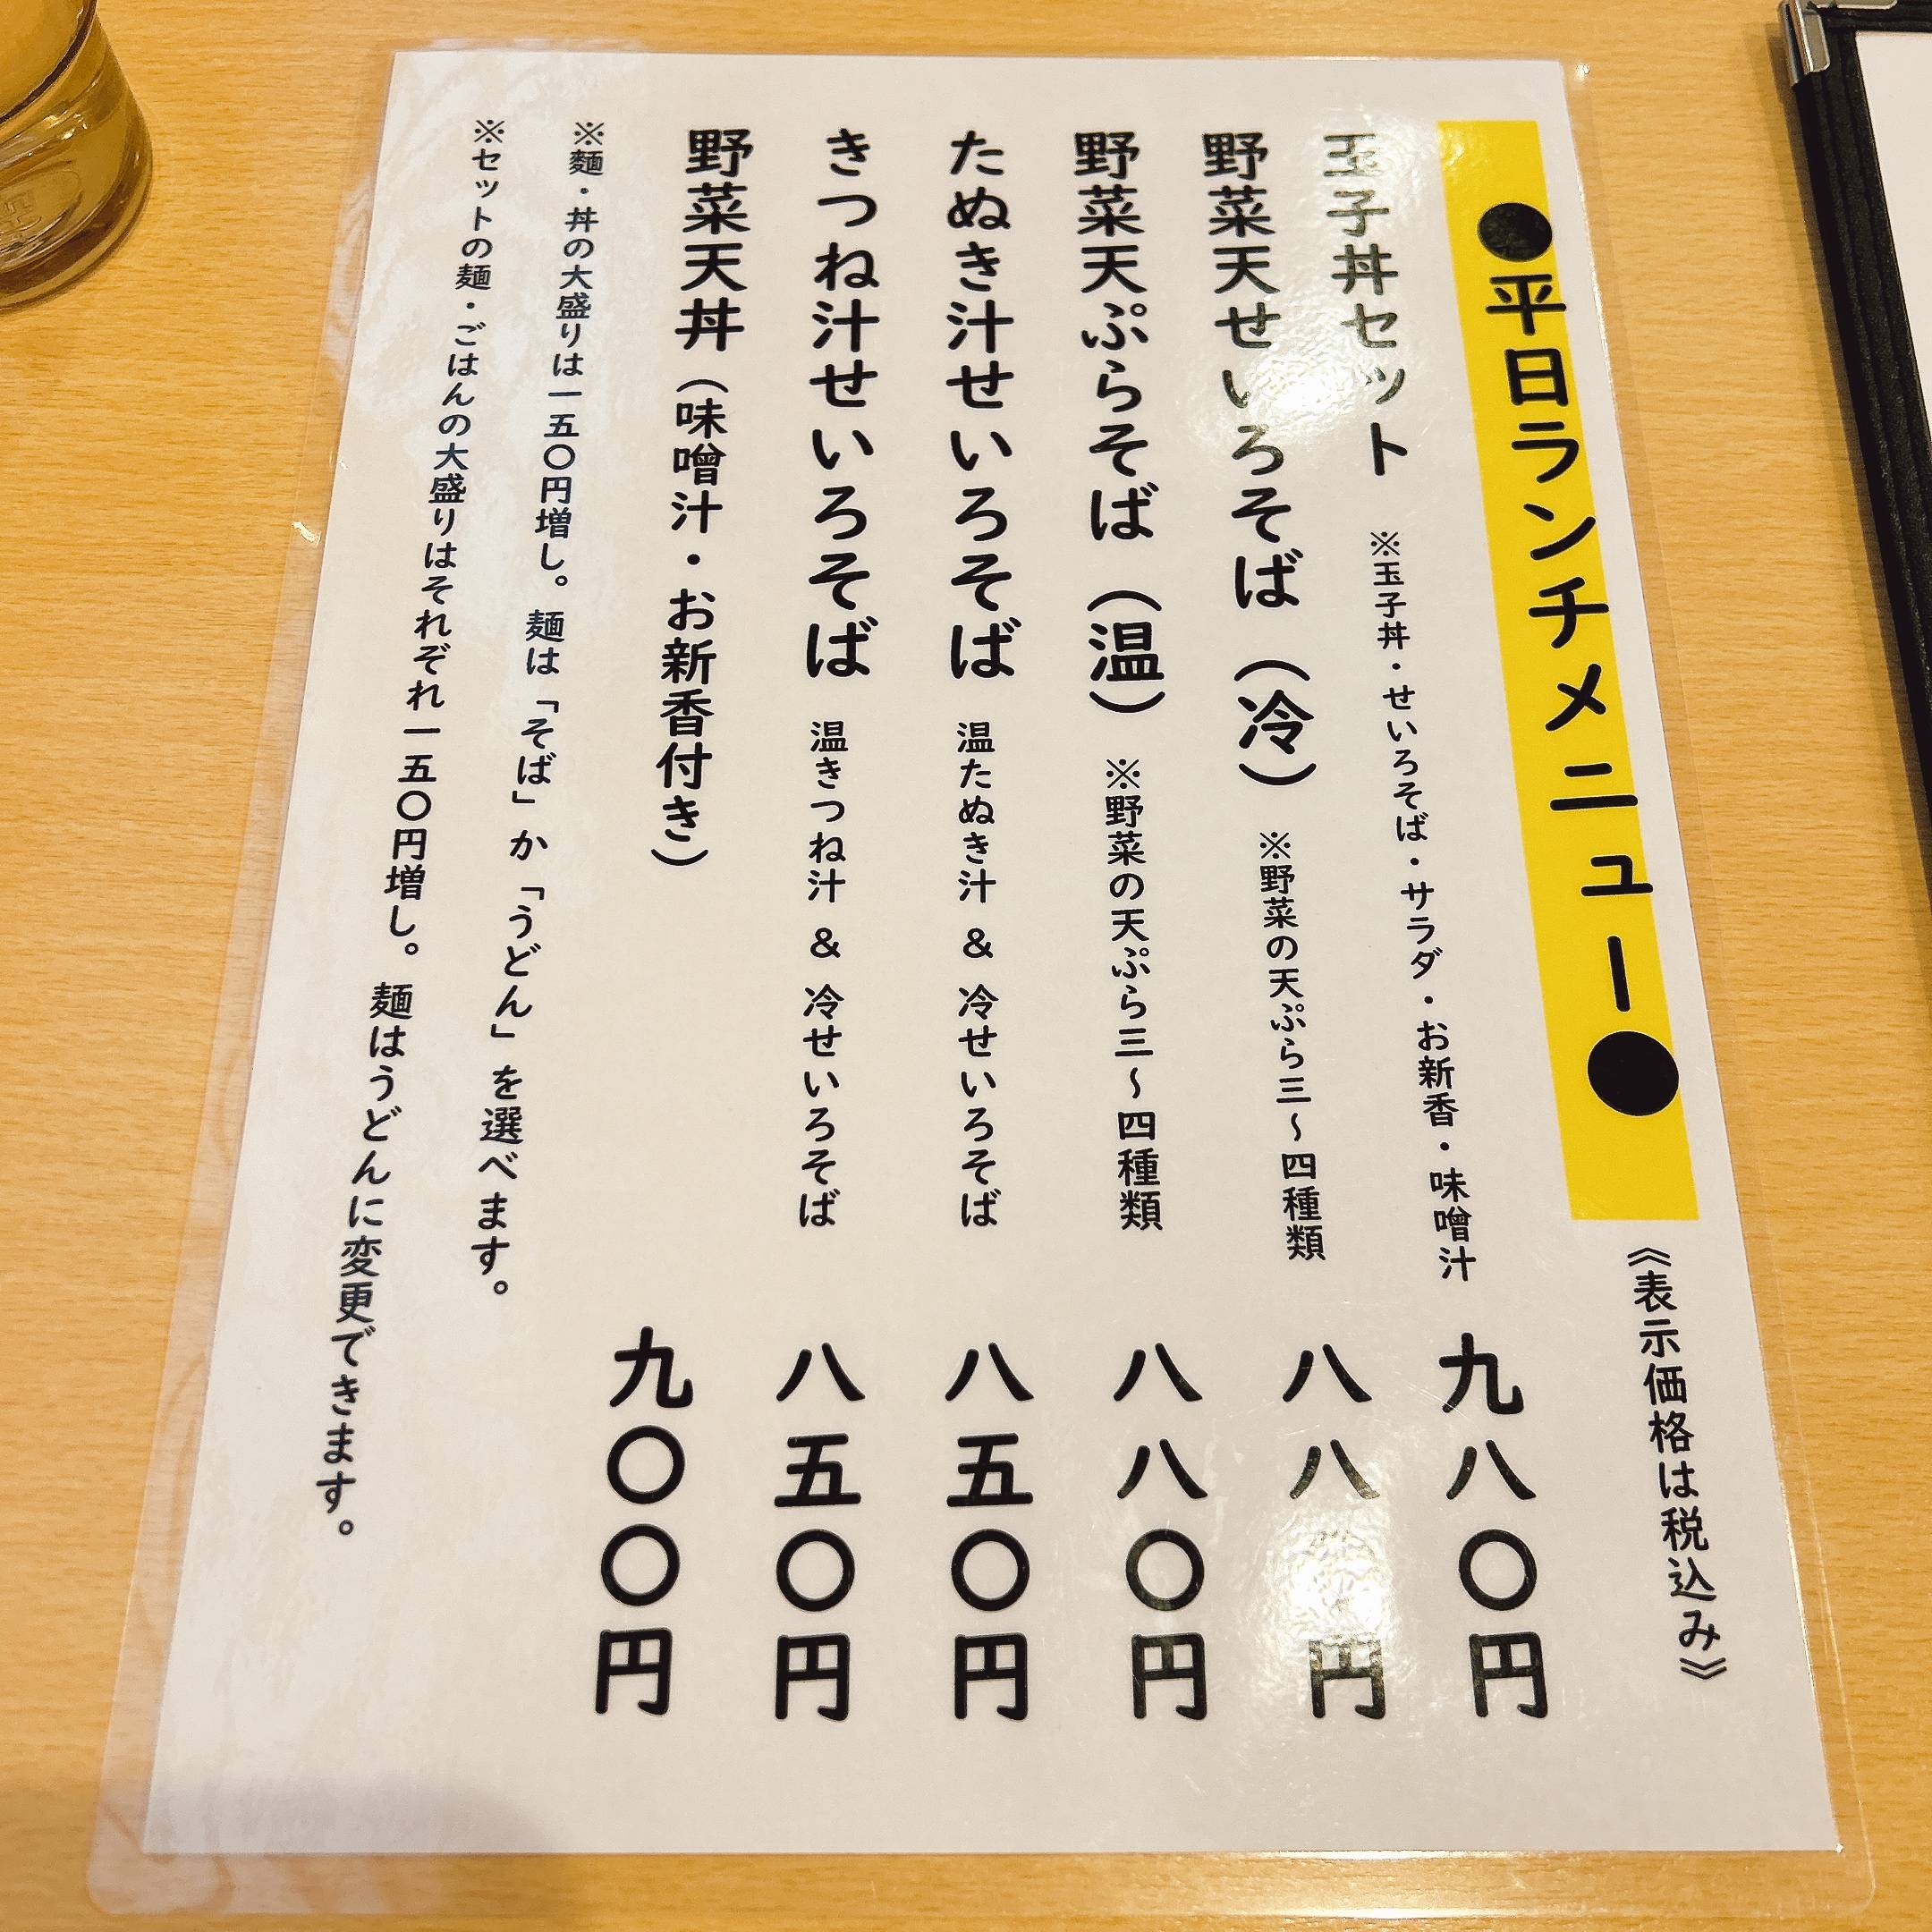 ●平日ランチメニュー●《表示価格は税込み》
玉子丼セット ※玉子丼・せいろそば・サラダ・お新香・味噌汁 九八〇円
野菜天せいろそば（冷） ※野菜の天ぷら三～四種類 八八 円
野菜天ぷらそば（温） ※野菜の天ぷら三～四種類 八八〇円
たぬき汁せいろそば 温たぬき汁 & 冷せいろそば 八五〇円
きつね汁せいろそば 温きつね汁 & 冷せいろそば 八五〇円
野菜天丼（味噌汁・お新香付き） 九〇〇円
※麺・丼の大盛りは一五〇円増し。麺は「そば」か「うどん」を選べます。
※セットの麺・ごはんの大盛りはそれぞれ一五〇円増し。麺はうどんに変更できます。